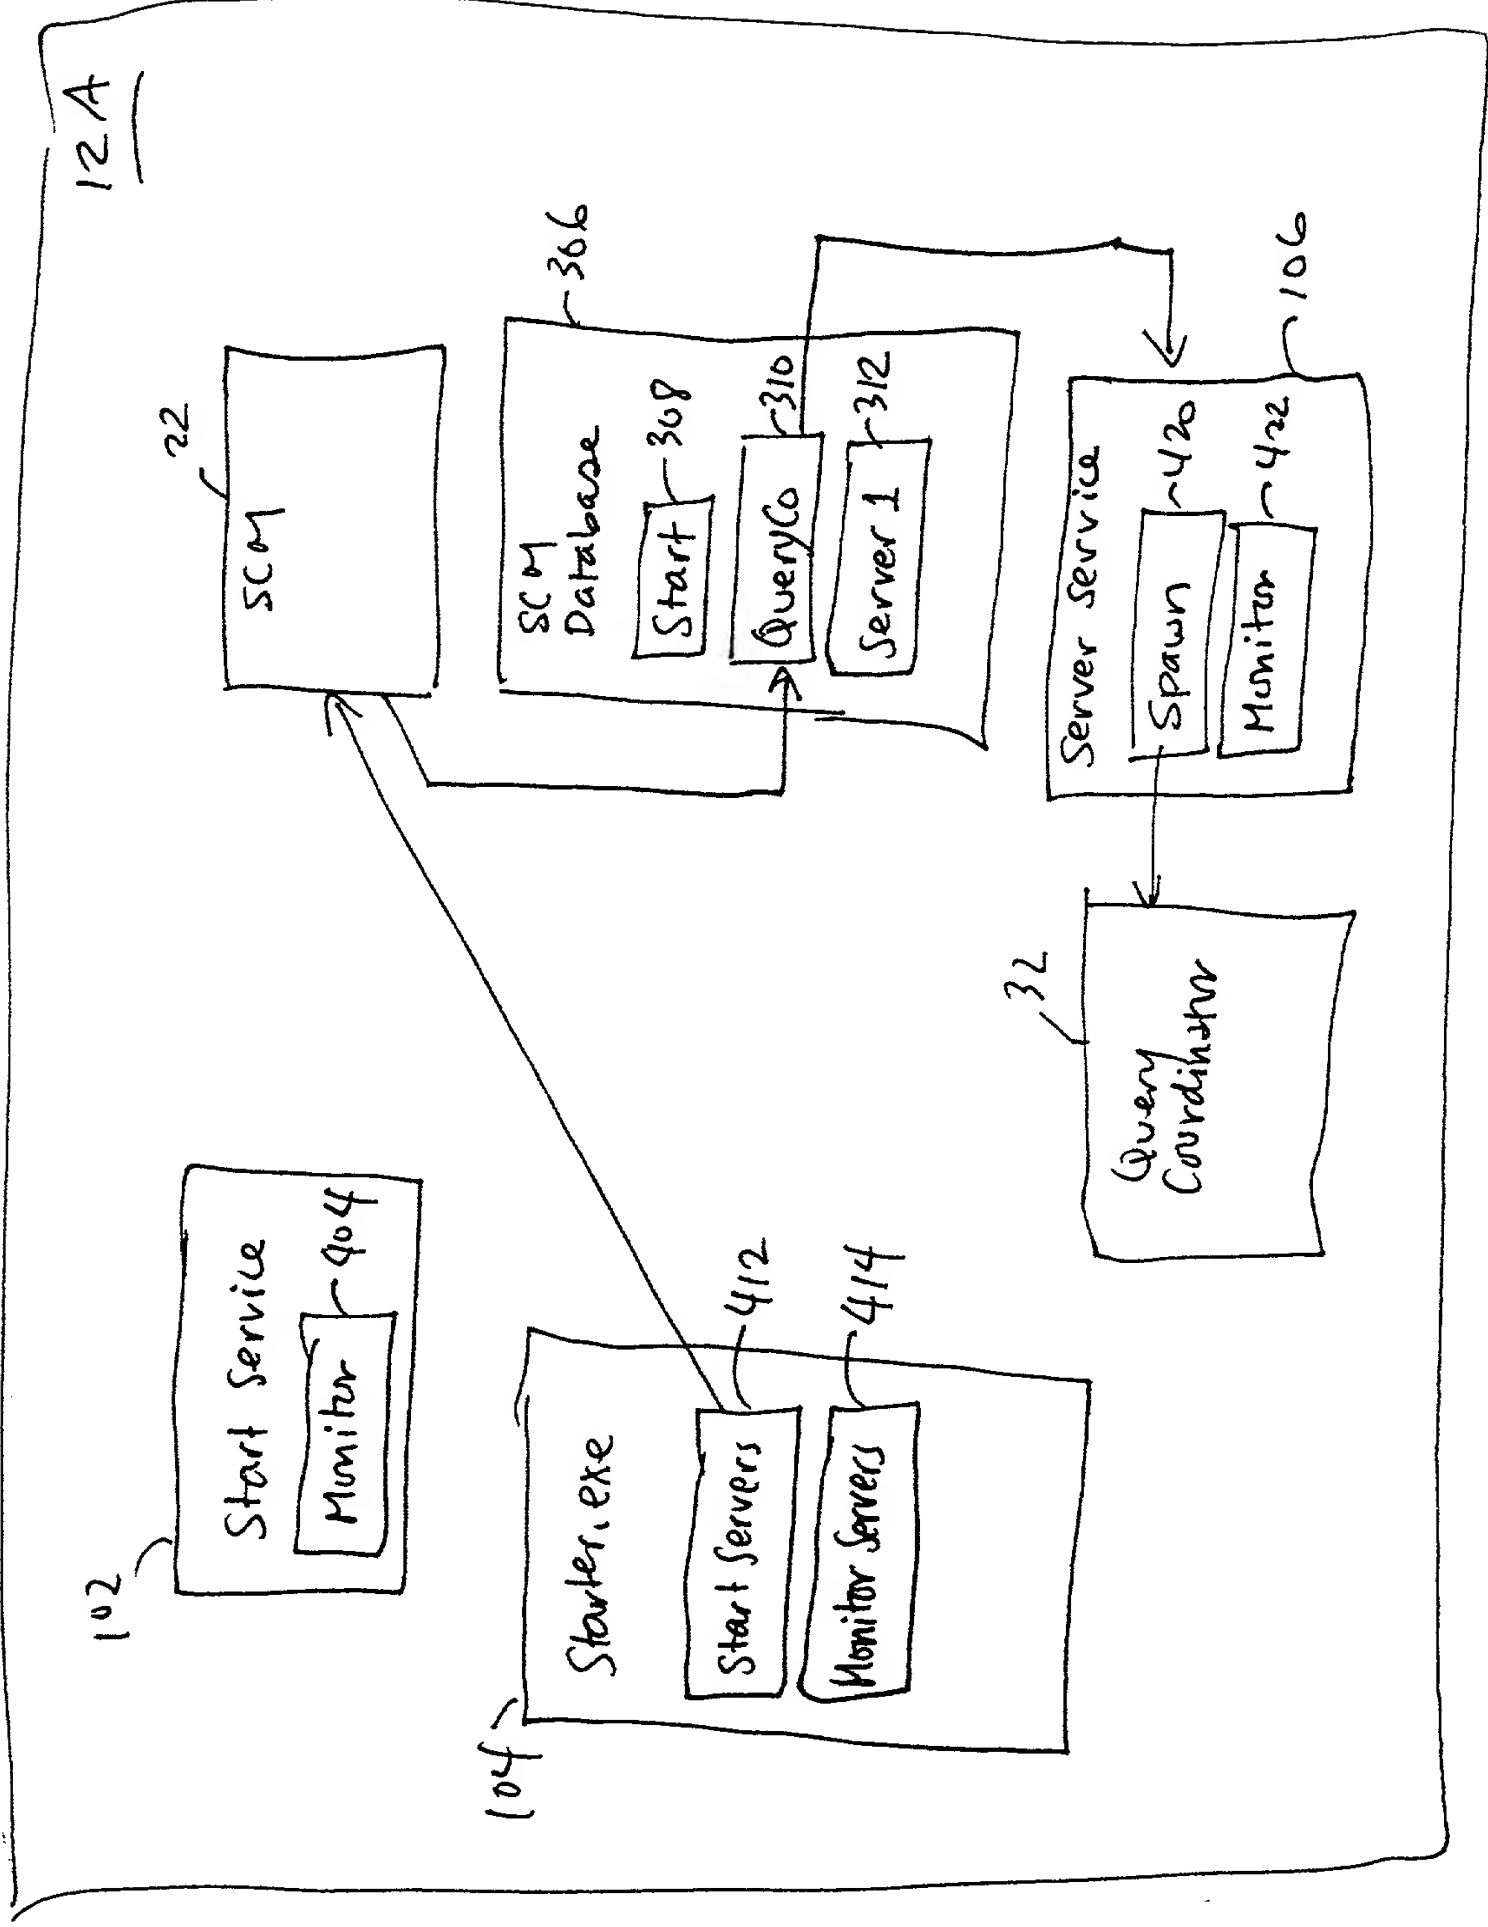 12A
102
Start Service
Monitor
404
22
SCM
104
Starter.exe
Start Servers
412
Monitor Servers
414
306
SCM
Database
Start
308
QueryCo
310
Server 1
312
32
Query
Coordinator
106
Server Service
Spawn
420
Monitor
422